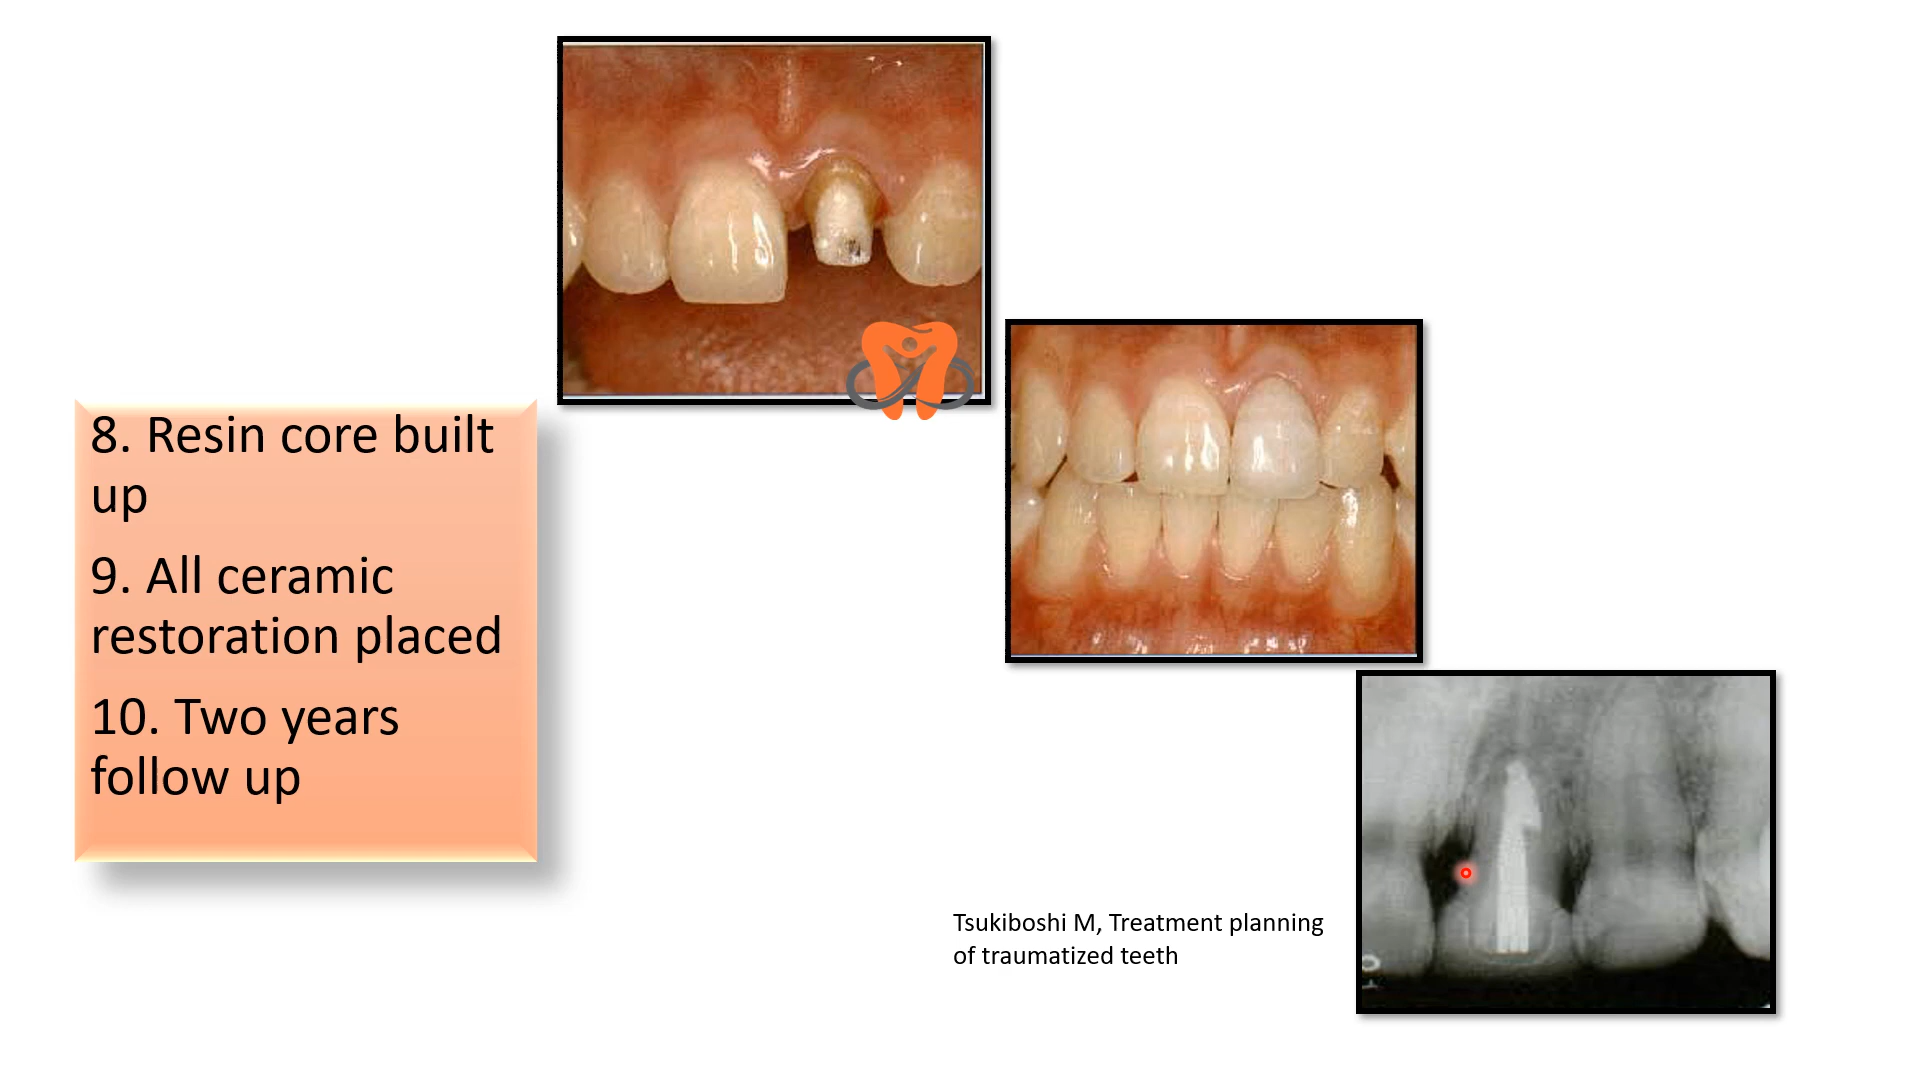 8. Resin core built
up
9. All ceramic
restoration placed
10. Two years
follow up
Tsukiboshi M, Treatment planning
of traumatized teeth